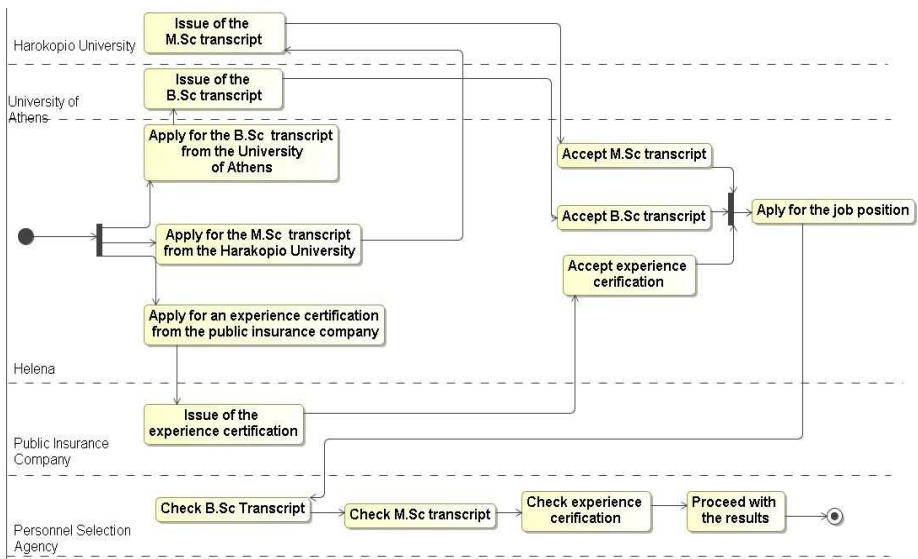 Harokopio University
Issue of the
M.Sc transcript
University of
Athens
Issue of the
B.Sc transcript
Apply for the B.Sc transcript
from the University
of Athens
Apply for the M.Sc transcript
from the Harakopio University
Apply for an experience certification
from the public insurance company
Accept M.Sc transcript
Accept B.Sc transcript
Accept experience
cerification
Aply for the job position
Helena
Issue of the
experience certification
Public Insurance
Company
Check B.Sc Transcript
Check M.Sc transcript
Check experience
cerification
Proceed with
the results
Personnel Selection
Agency